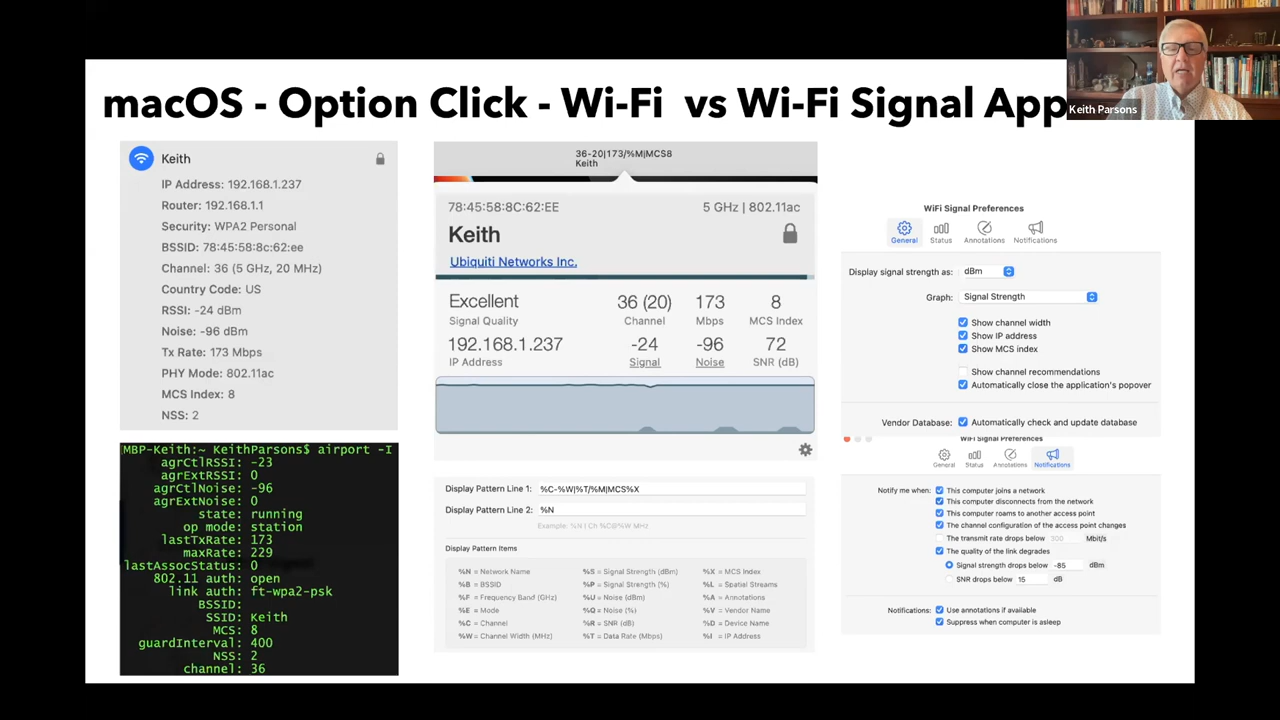 macOS - Option Click - Wi-Fi vs Wi-Fi Signal App
Keith Parsons
Keith
IP Address: 192.168.1.237
Router: 192.168.1.1
Security: WPA2 Personal
BSSID: 78:45:58:8c:62:ee
Channel: 36 (5 GHz, 20 MHz)
Country Code: US
RSSI: -24 dBm
Noise: -96 dBm
Tx Rate: 173 Mbps
PHY Mode: 802.11ac
MCS Index: 8
NSS: 2
MBP-Keith:~ KeithParsons$ airport -I
agrCtlRSSI: -23
agrExtRSSI: 0
agrCtlNoise: -96
agrExtNoise: 0
state: running
op mode: station
lastTxRate: 173
maxRate: 229
lastAssocStatus: 0
802.11 auth: open
link auth: ft-wpa2-psk
BSSID:
SSID: Keith
MCS: 8
guardInterval: 400
NSS: 2
channel: 36
36-20|173/%M|MCS8
Keith
78:45:58:8C:62:EE 5 GHz | 802.11ac
Keith
Ubiquiti Networks Inc.
Excellent 36 (20) 173 8
Signal Quality Channel Mbps MCS Index
192.168.1.237 -24 -96 72
IP Address Signal Noise SNR (dB)
Display Pattern Line 1: %C-%W|%T/%M|MCS%X
Display Pattern Line 2: %N
Example: %N | Ch %C@%W MHz
Display Pattern Items
%N = Network Name %S = Signal Strength (dBm) %X = MCS Index
%B = BSSID %P = Signal Strength (%) %L = Spatial Streams
%F = Frequency Band (GHz) %U = Noise (dBm) %A = Annotations
%E = Mode %Q = Noise (%) %V = Vendor Name
%C = Channel %R = SNR (dB) %D = Device Name
%W = Channel Width (MHz) %T = Data Rate (Mbps) %I = IP Address
WiFi Signal Preferences
General Status Annotations Notifications
Display signal strength as: dBm
Graph: Signal Strength
Show channel width
Show IP address
Show MCS index
Show channel recommendations
Automatically close the application's popover
Vendor Database: Automatically check and update database
WiFi Signal Preferences
General Status Annotations Notifications
Notify me when: This computer joins a network
This computer disconnects from the network
This computer roams to another access point
The channel configuration of the access point changes
The transmit rate drops below 300 Mbit/s
The quality of the link degrades
Signal strength drops below -85 dBm
SNR drops below 15 dB
Notifications: Use annotations if available
Suppress when computer is asleep